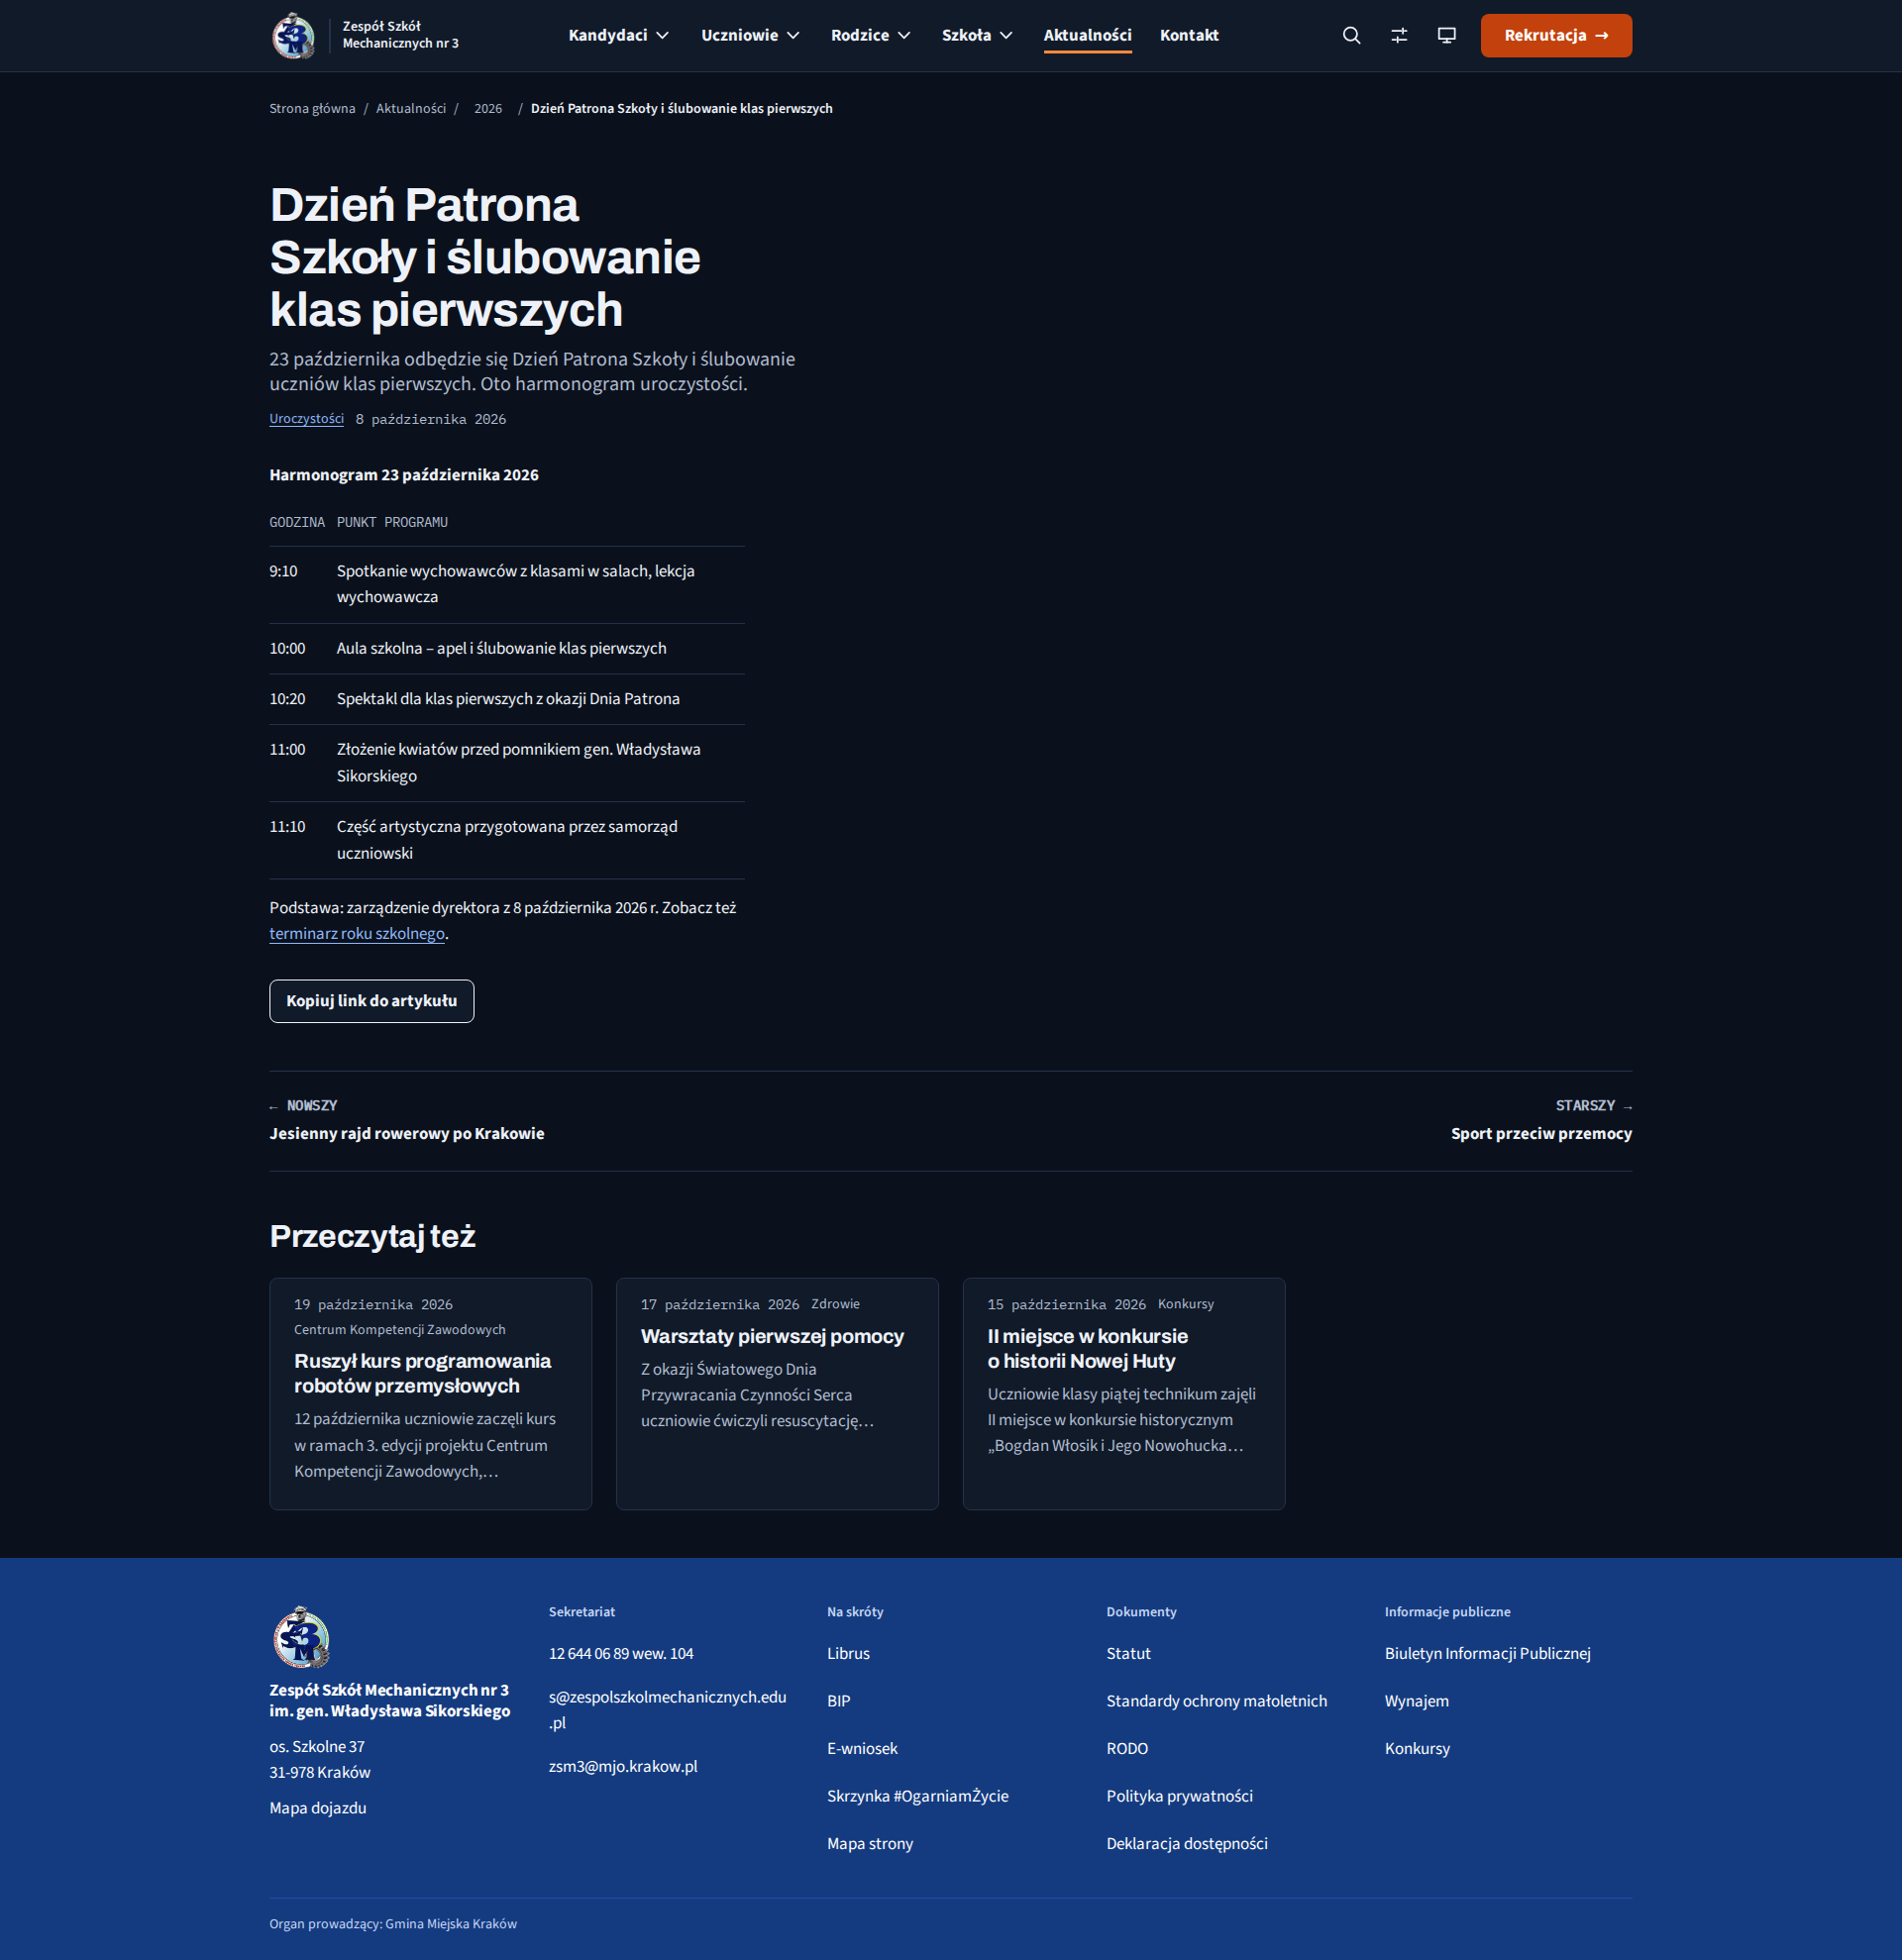 Zespół Szkół
Mechanicznych nr 3
Kandydaci
Uczniowie
Rodzice
Szkoła
Aktualności
Kontakt
Rekrutacja →
Strona główna / Aktualności / 2026 / Dzień Patrona Szkoły i ślubowanie klas pierwszych
Dzień Patrona
Szkoły i ślubowanie
klas pierwszych
23 października odbędzie się Dzień Patrona Szkoły i ślubowanie
uczniów klas pierwszych. Oto harmonogram uroczystości.
Uroczystości 8 października 2026
Harmonogram 23 października 2026
GODZINA PUNKT PROGRAMU
9:10 Spotkanie wychowawców z klasami w salach, lekcja
wychowawcza
10:00 Aula szkolna – apel i ślubowanie klas pierwszych
10:20 Spektakl dla klas pierwszych z okazji Dnia Patrona
11:00 Złożenie kwiatów przed pomnikiem gen. Władysława
Sikorskiego
11:10 Część artystyczna przygotowana przez samorząd
uczniowski
Podstawa: zarządzenie dyrektora z 8 października 2026 r. Zobacz też
terminarz roku szkolnego.
Kopiuj link do artykułu
← NOWSZY
Jesienny rajd rowerowy po Krakowie
STARSZY →
Sport przeciw przemocy
Przeczytaj też
19 października 2026
Centrum Kompetencji Zawodowych
Ruszył kurs programowania
robotów przemysłowych
12 października uczniowie zaczęli kurs
w ramach 3. edycji projektu Centrum
Kompetencji Zawodowych,…
17 października 2026 Zdrowie
Warsztaty pierwszej pomocy
Z okazji Światowego Dnia
Przywracania Czynności Serca
uczniowie ćwiczyli resuscytację…
15 października 2026 Konkursy
II miejsce w konkursie
o historii Nowej Huty
Uczniowie klasy piątej technikum zajęli
II miejsce w konkursie historycznym
„Bogdan Włosik i Jego Nowohucka…
Zespół Szkół Mechanicznych nr 3
im. gen. Władysława Sikorskiego
os. Szkolne 37
31-978 Kraków
Mapa dojazdu
Sekretariat
12 644 06 89 wew. 104
s@zespolszkolmechanicznych.edu
.pl
zsm3@mjo.krakow.pl
Na skróty
Librus
BIP
E-wniosek
Skrzynka #OgarniamŻycie
Mapa strony
Dokumenty
Statut
Standardy ochrony małoletnich
RODO
Polityka prywatności
Deklaracja dostępności
Informacje publiczne
Biuletyn Informacji Publicznej
Wynajem
Konkursy
Organ prowadzący: Gmina Miejska Kraków